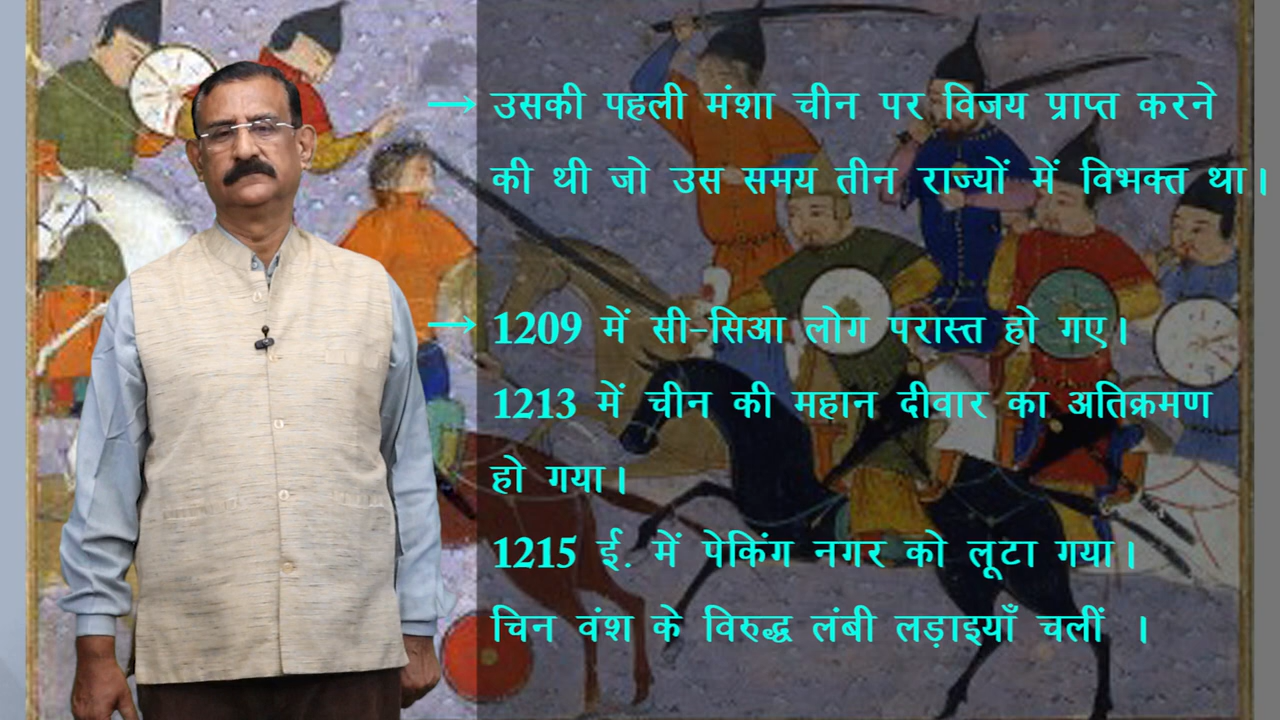 → उसकी पहली मंशा चीन पर विजय प्राप्त करने
की थी जो उस समय तीन राज्यों में विभक्त था।
→ 1209 में सी-सिआ लोग परास्त हो गए।
1213 में चीन की महान दीवार का अतिक्रमण
हो गया।
1215 ई. में पेकिंग नगर को लूटा गया।
चिन वंश के विरुद्ध लंबी लड़ाइयाँ चलीं ।